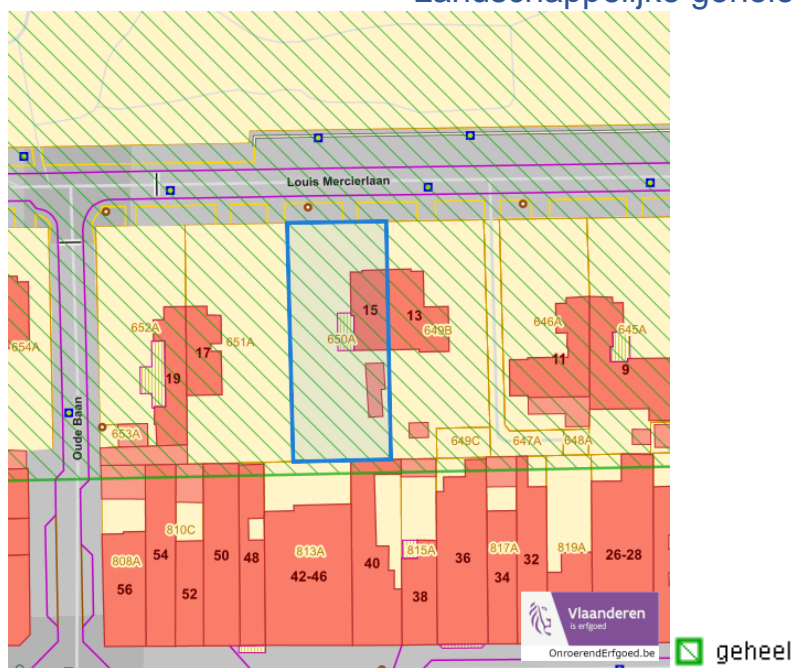 Landschappelijke gehele
Louis Mercierlaan
15
13
652A
17
651A
650A
649B
646A
645A
654A
19
11
9
Oude Baan
653A
649C
647A
648A
810C
54
50
48
813A
815A
36
817A
32
819A
26-28
808A
56
52
42-46
40
38
34
Vlaanderen
is erfgoed
OnroerendErfgoed.be
geheel